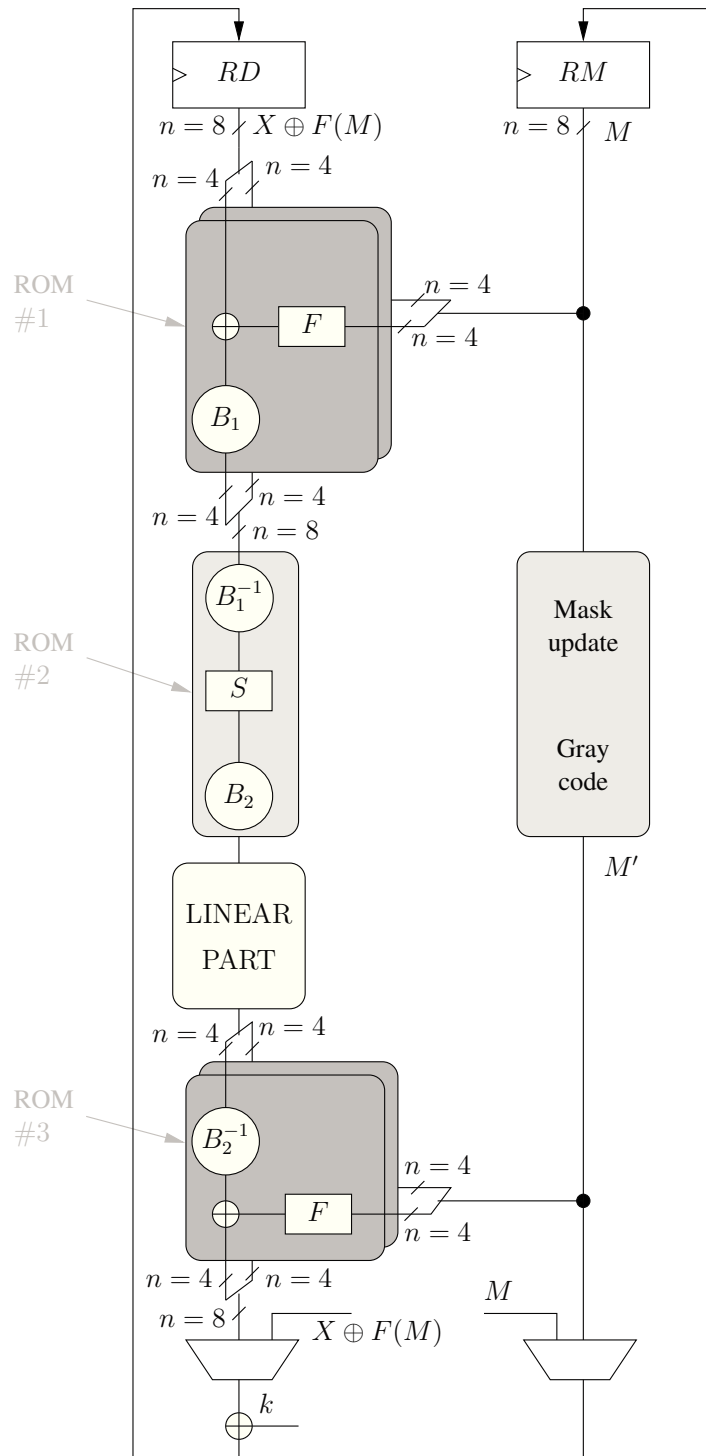 RD
RM
n = 8
X ⊕ F(M)
n = 8
M
n = 4
n = 4
ROM
#1
n = 4
F
n = 4
B₁
n = 4
n = 4
n = 8
B₁⁻¹
Mask
update
ROM
#2
S
Gray
code
B₂
M′
LINEAR
PART
n = 4
n = 4
ROM
#3
B₂⁻¹
n = 4
F
n = 4
n = 4
n = 4
n = 8
X ⊕ F(M)
M
k